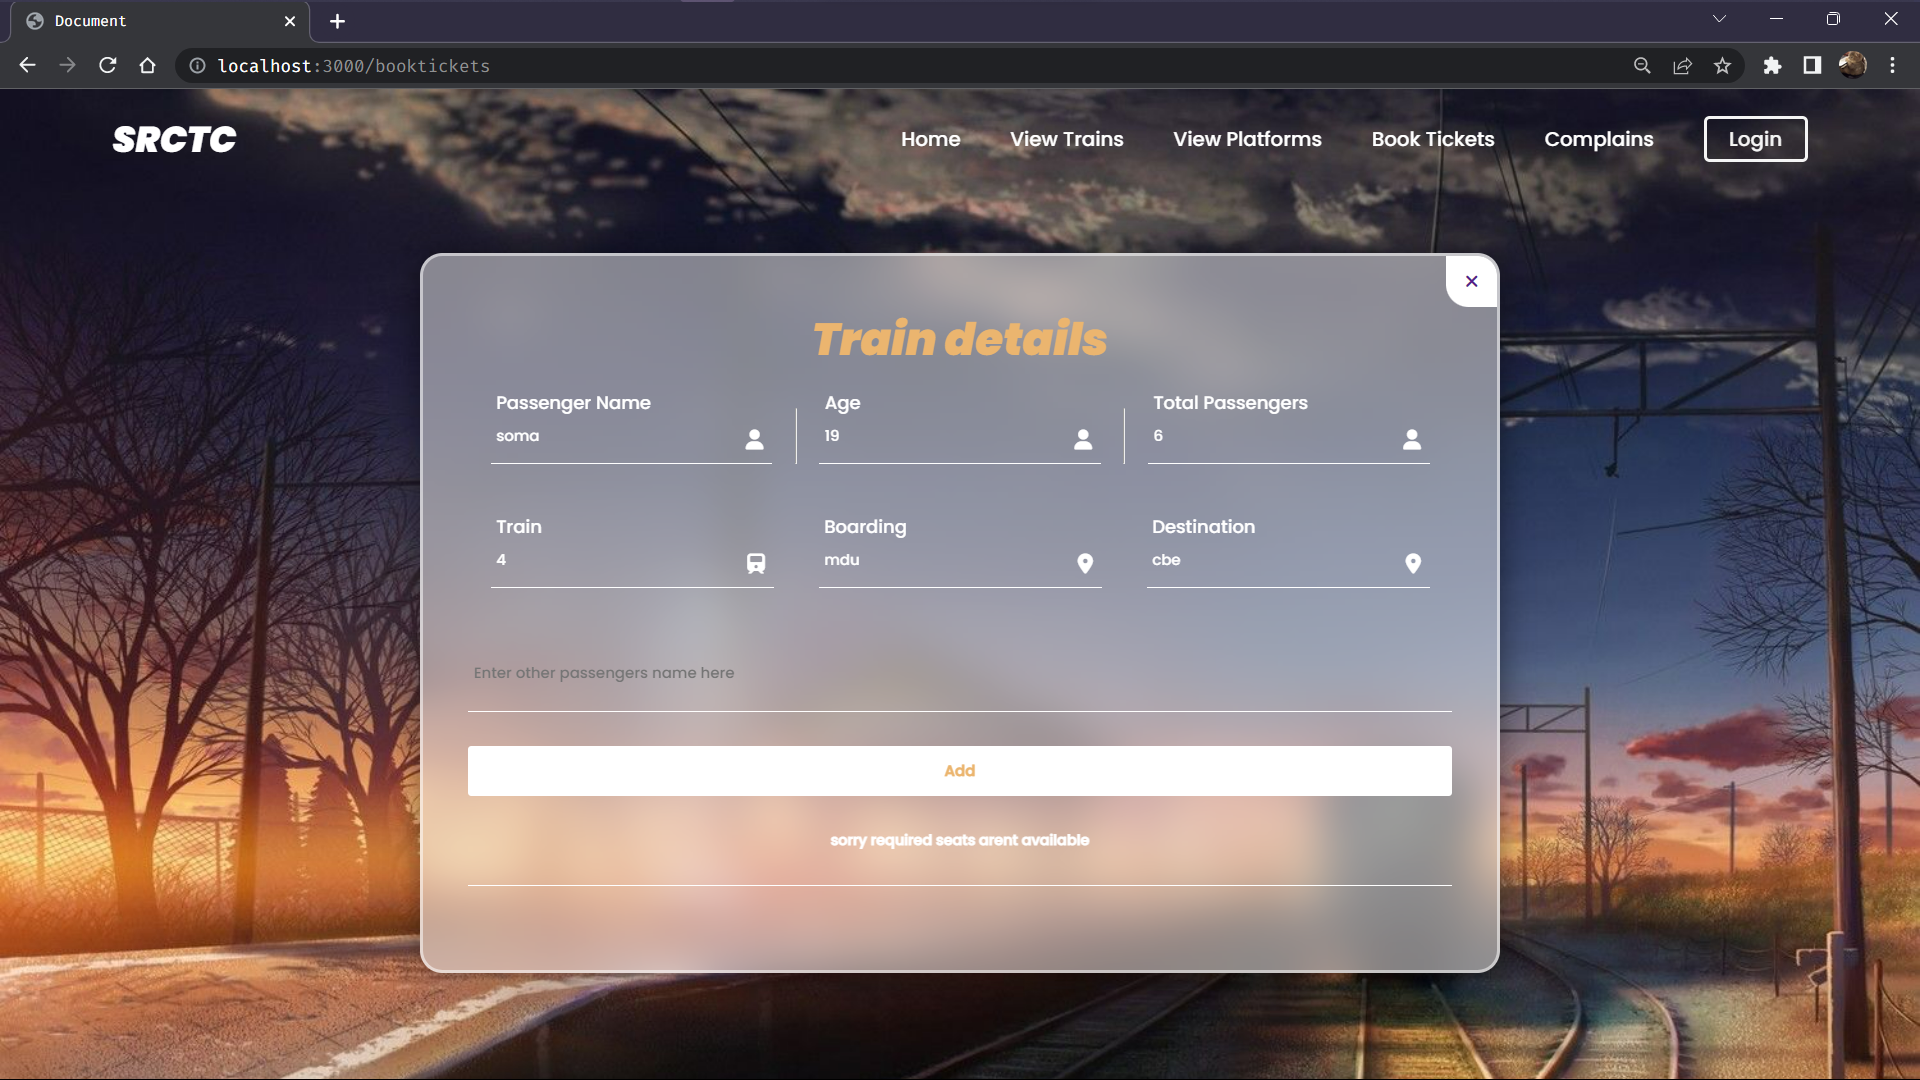 Document
localhost:3000/booktickets
SRCTC
Home
View Trains
View Platforms
Book Tickets
Complains
Login
Train details
Passenger Name
Age
Total Passengers
soma
19
6
Train
Boarding
Destination
4
mdu
cbe
Enter other passengers name here
Add
sorry required seats arent available